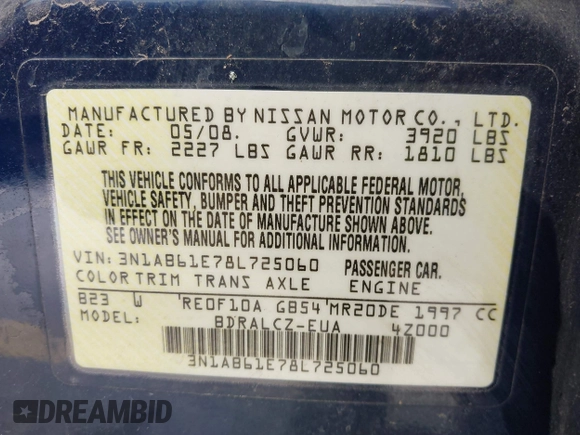 MANUFACTURED BY NISSAN MOTOR CO., LTD.
DATE: 05/08. GVWR: 3920 LBS
GAWR FR: 2227 LBS GAWR RR: 1810 LBS
THIS VEHICLE CONFORMS TO ALL APPLICABLE FEDERAL MOTOR
VEHICLE SAFETY, BUMPER AND THEFT PREVENTION STANDARDS
IN EFFECT ON THE DATE OF MANUFACTURE SHOWN ABOVE.
SEE OWNER'S MANUAL FOR ADDITIONAL INFORMATION.
VIN: 3N1AB61E78L725060 PASSENGER CAR.
COLOR TRIM TRANS AXLE ENGINE
B23 W 'RE0F10A GB54'MR20DE 1997 CC
MODEL: BDRALCZ-EUA 4Z000
3N1AB61E78L725060
DREAMBID